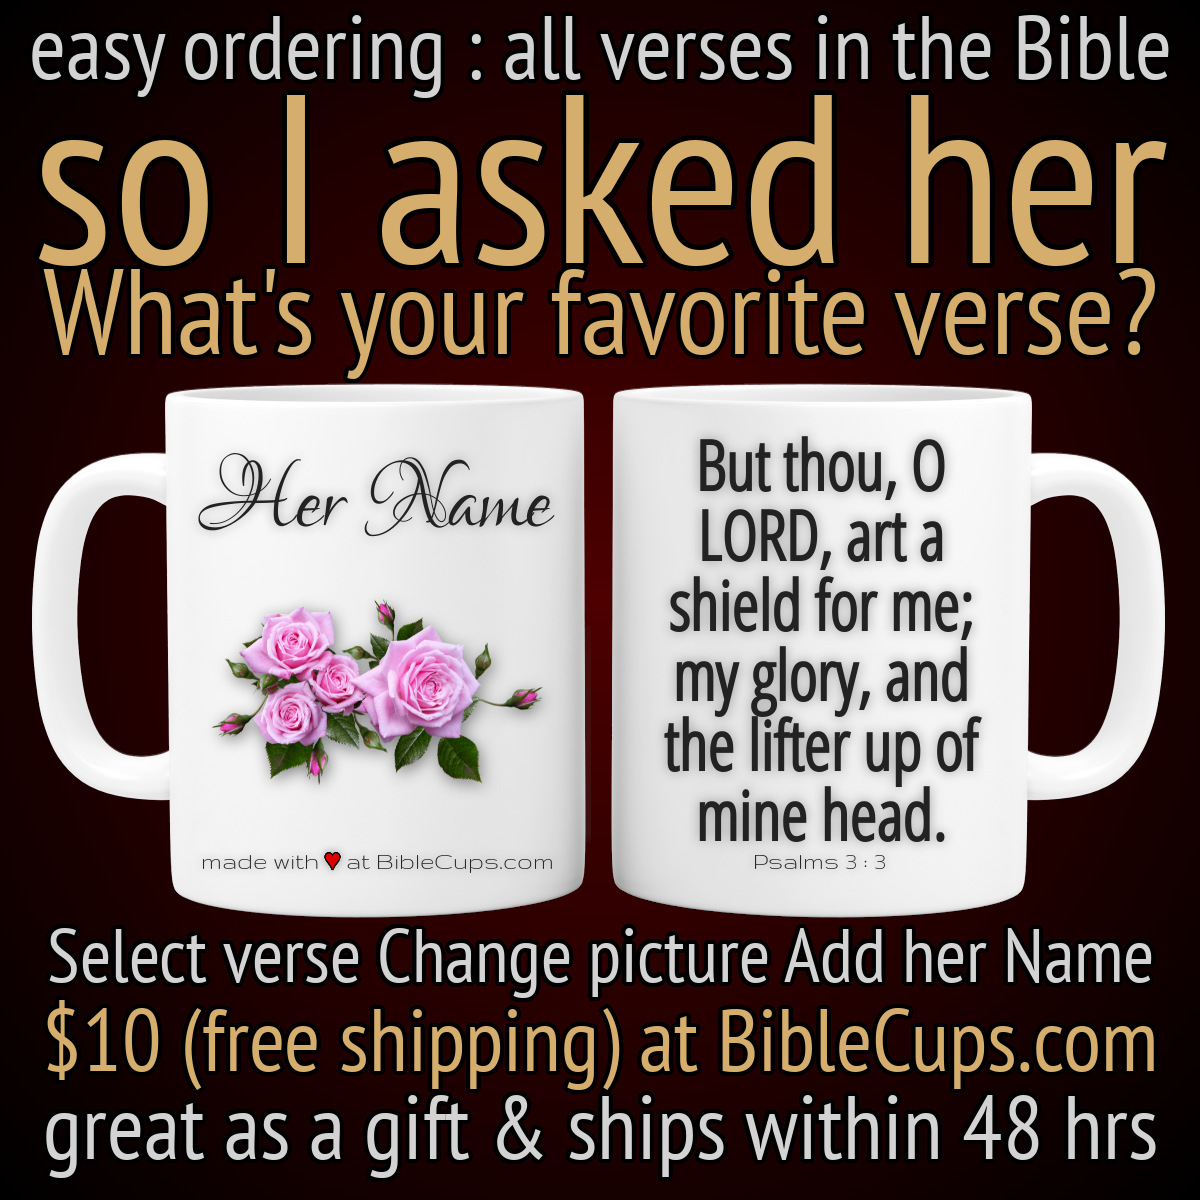 easy ordering : all verses in the Bible
so I asked her
What's your favorite verse?
Her Name
made with at BibleCups.com
But thou, O
LORD, art a
shield for me;
my glory, and
the lifter up of
mine head.
Psalms 3 : 3
Select verse Change picture Add her Name
$10 (free shipping) at BibleCups.com
great as a gift & ships within 48 hrs